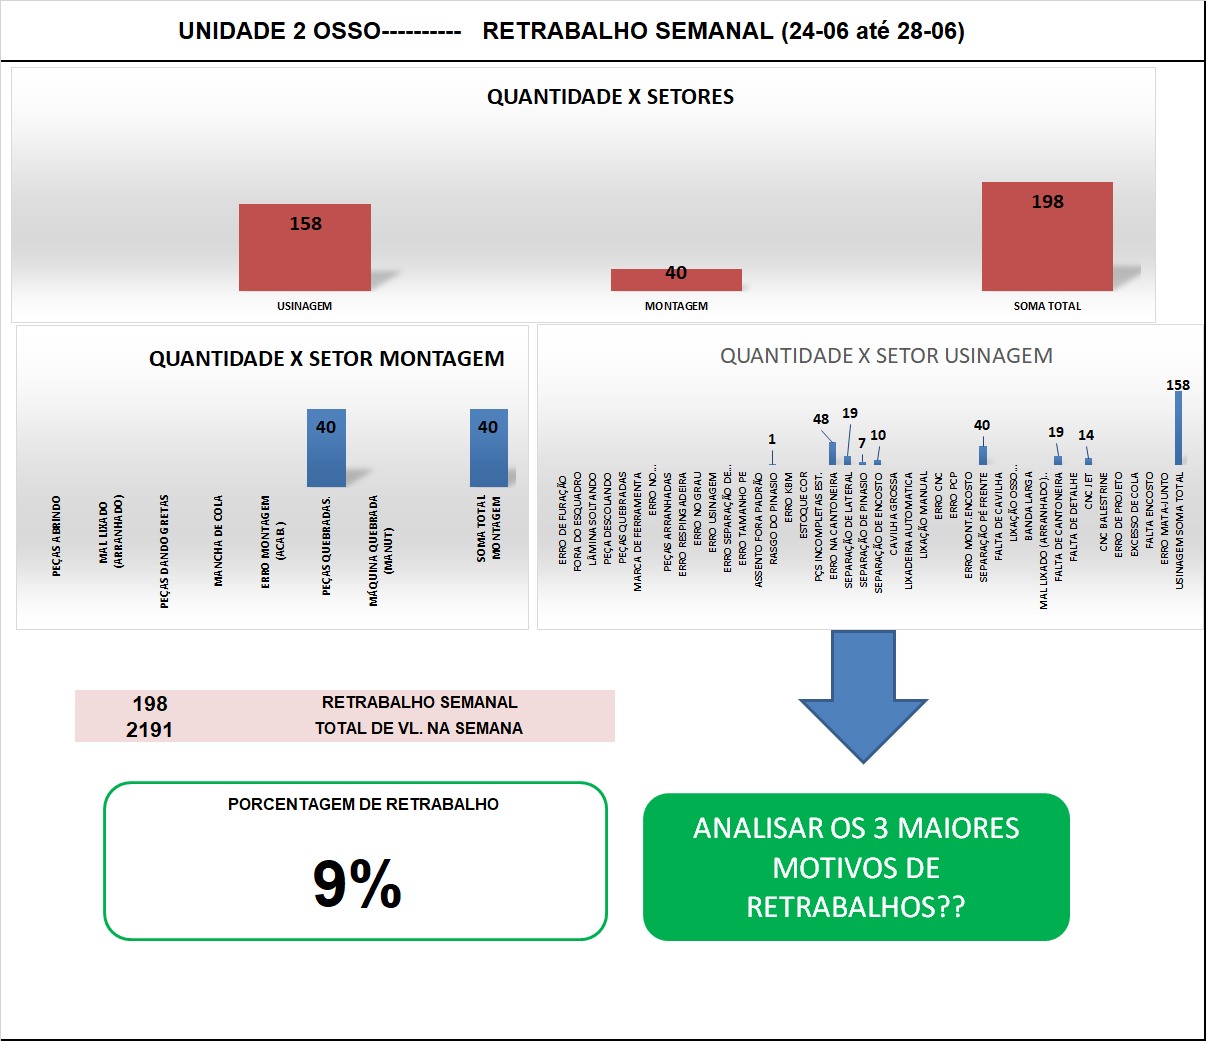 UNIDADE 2 OSSO---------- RETRABALHO SEMANAL (24-06 até 28-06)
QUANTIDADE X SETORES
158
40
198
USINAGEM
MONTAGEM
SOMA TOTAL
QUANTIDADE X SETOR MONTAGEM
40
40
PEÇAS ABRINDO
MAL LIXADO
(ARRANHADO)
PEÇAS DANDO GRETAS
MANCHA DE COLA
ERRO MONTAGEM
(ACAB.)
PEÇAS QUEBRADAS.
MÁQUINA QUEBRADA
(MANUT)
SOMA TOTAL
MONTAGEM
QUANTIDADE X SETOR USINAGEM
1
48
19
7
10
40
19
14
158
ERRO DE FURAÇÃO
FORA DO ESQUADRO
LÂMINA SOLTANDO
PEÇA DESCOLANDO
PEÇAS QUEBRADAS
MARCA DE FERRAMENTA
ERRO NO...
PEÇAS ARRANHADAS
ERRO RESPINGADEIRA
ERRO NO GRAU
ERRO USINAGEM
ERRO SEPARAÇÃO DE...
ERRO TAMANHO PE
ASSENTO FORA PADRÃO
RASGO DO PINASIO
ERRO KBM
ESTOQUE COR
PÇS INCOMPLETAS EST.
ERRO NA CANTONEIRA
SEPARAÇÃO DE LATERAL
SEPARAÇÃO DE PINASIO
SEPARAÇÃO DE ENCOSTO
CAVILHA GROSSA
LIXADEIRA AUTOMATICA
LIXAÇÃO MANUAL
ERRO CNC
ERRO PCP
ERRO MONT.ENCOSTO
SEPARAÇÃO PÉ FRENTE
FALTA DE CAVILHA
LIXAÇÃO OSSO...
BANDA LARGA
MAL LIXADO (ARRANHADO).
FALTA DE CANTONEIRA
FALTA DE DETALHE
CNC JET
CNC BALESTRINE
ERRO DE PROJETO
EXCESSO DE COLA
FALTA ENCOSTO
ERRO MATAJUNTO
USINAGEM SOMA TOTAL
198 RETRABALHO SEMANAL
2191 TOTAL DE VL. NA SEMANA
PORCENTAGEM DE RETRABALHO
9%
ANALISAR OS 3 MAIORES
MOTIVOS DE
RETRABALHOS??